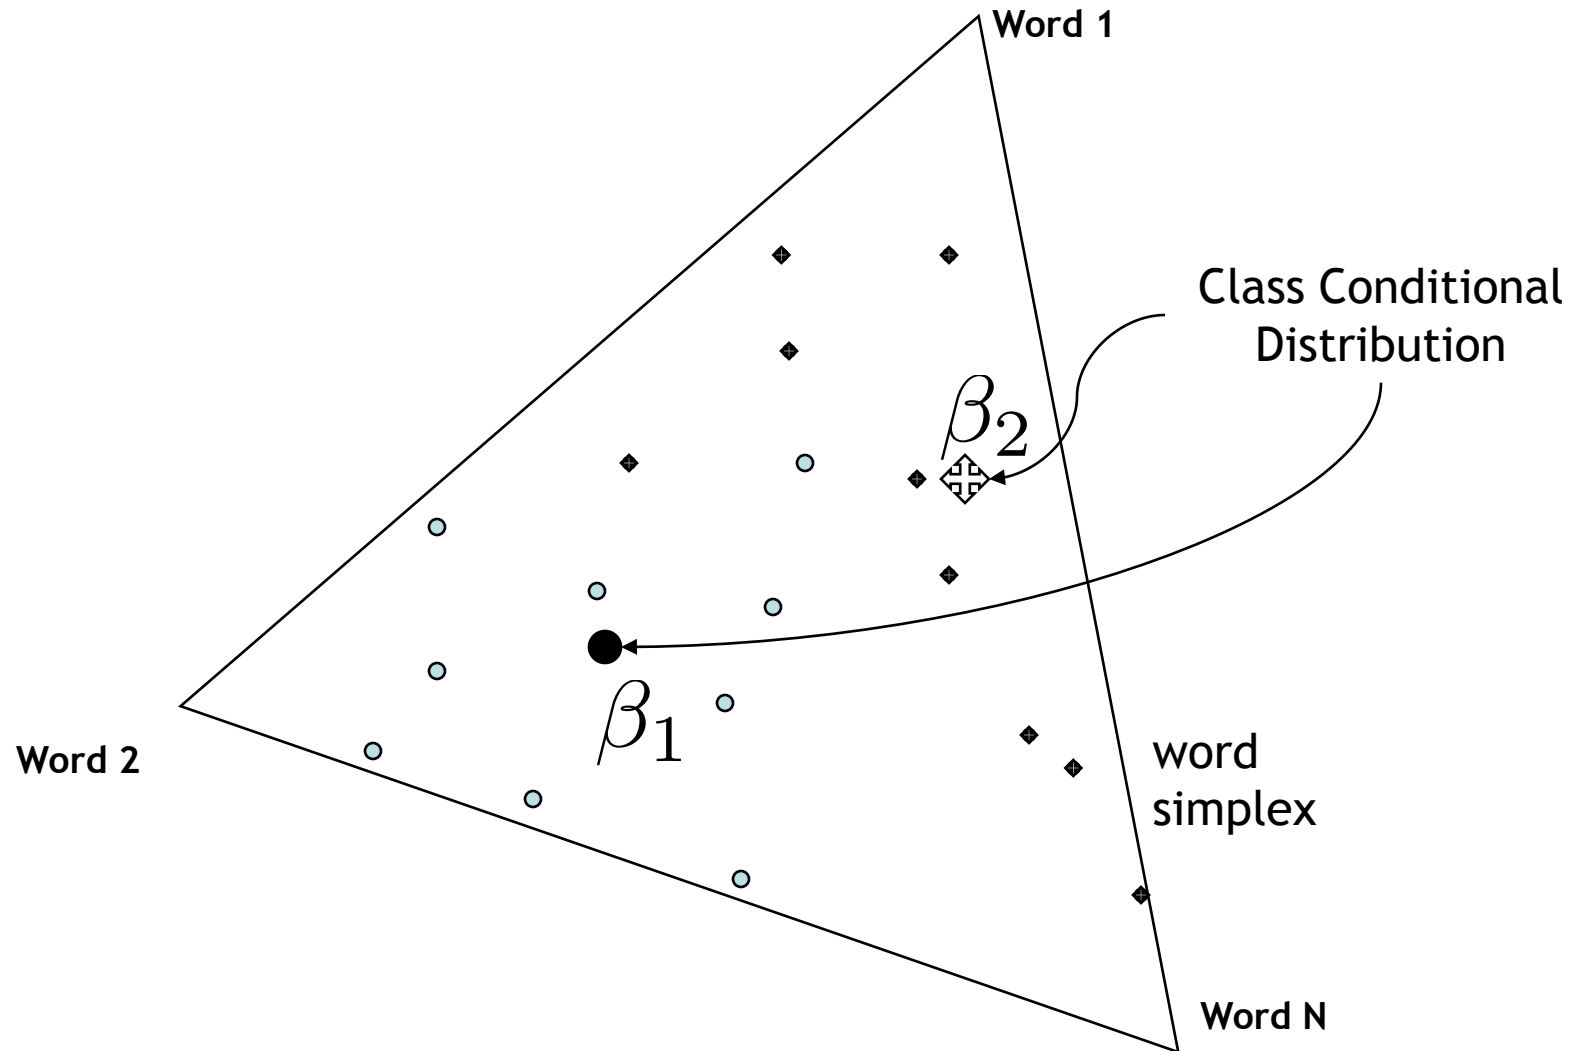 Word 1
Class Conditional
Distribution
β₂
β₁
word
simplex
Word 2
Word N